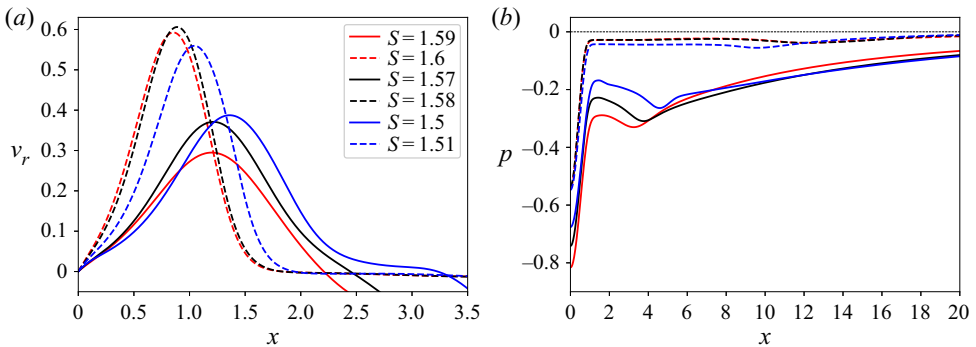 (a)
0.6
0.5
0.4
0.3
0.2
0.1
0
v_r
0 0.5 1.0 1.5 2.0 2.5 3.0 3.5
x
S = 1.59
S = 1.6
S = 1.57
S = 1.58
S = 1.5
S = 1.51
(b)
0
−0.2
−0.4
−0.6
−0.8
p
0 2 4 6 8 10 12 14 16 18 20
x